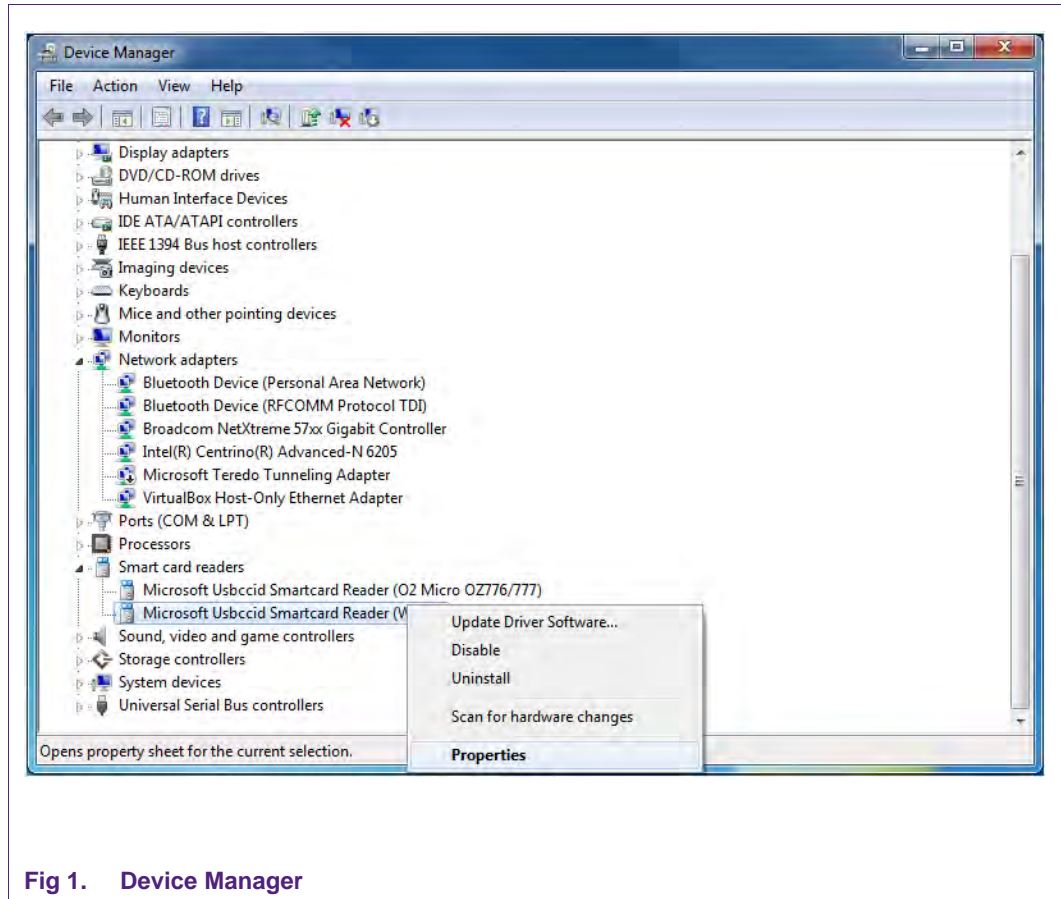 Device Manager
File Action View Help
Display adapters
DVD/CD-ROM drives
Human Interface Devices
IDE ATA/ATAPI controllers
IEEE 1394 Bus host controllers
Imaging devices
Keyboards
Mice and other pointing devices
Monitors
Network adapters
Bluetooth Device (Personal Area Network)
Bluetooth Device (RFCOMM Protocol TDI)
Broadcom NetXtreme 57xx Gigabit Controller
Intel(R) Centrino(R) Advanced-N 6205
Microsoft Teredo Tunneling Adapter
VirtualBox Host-Only Ethernet Adapter
Ports (COM & LPT)
Processors
Smart card readers
Microsoft Usbccid Smartcard Reader (O2 Micro OZ776/777)
Microsoft Usbccid Smartcard Reader (W
Sound, video and game controllers
Storage controllers
System devices
Universal Serial Bus controllers
Update Driver Software...
Disable
Uninstall
Scan for hardware changes
Properties
Opens property sheet for the current selection.
Fig 1. Device Manager